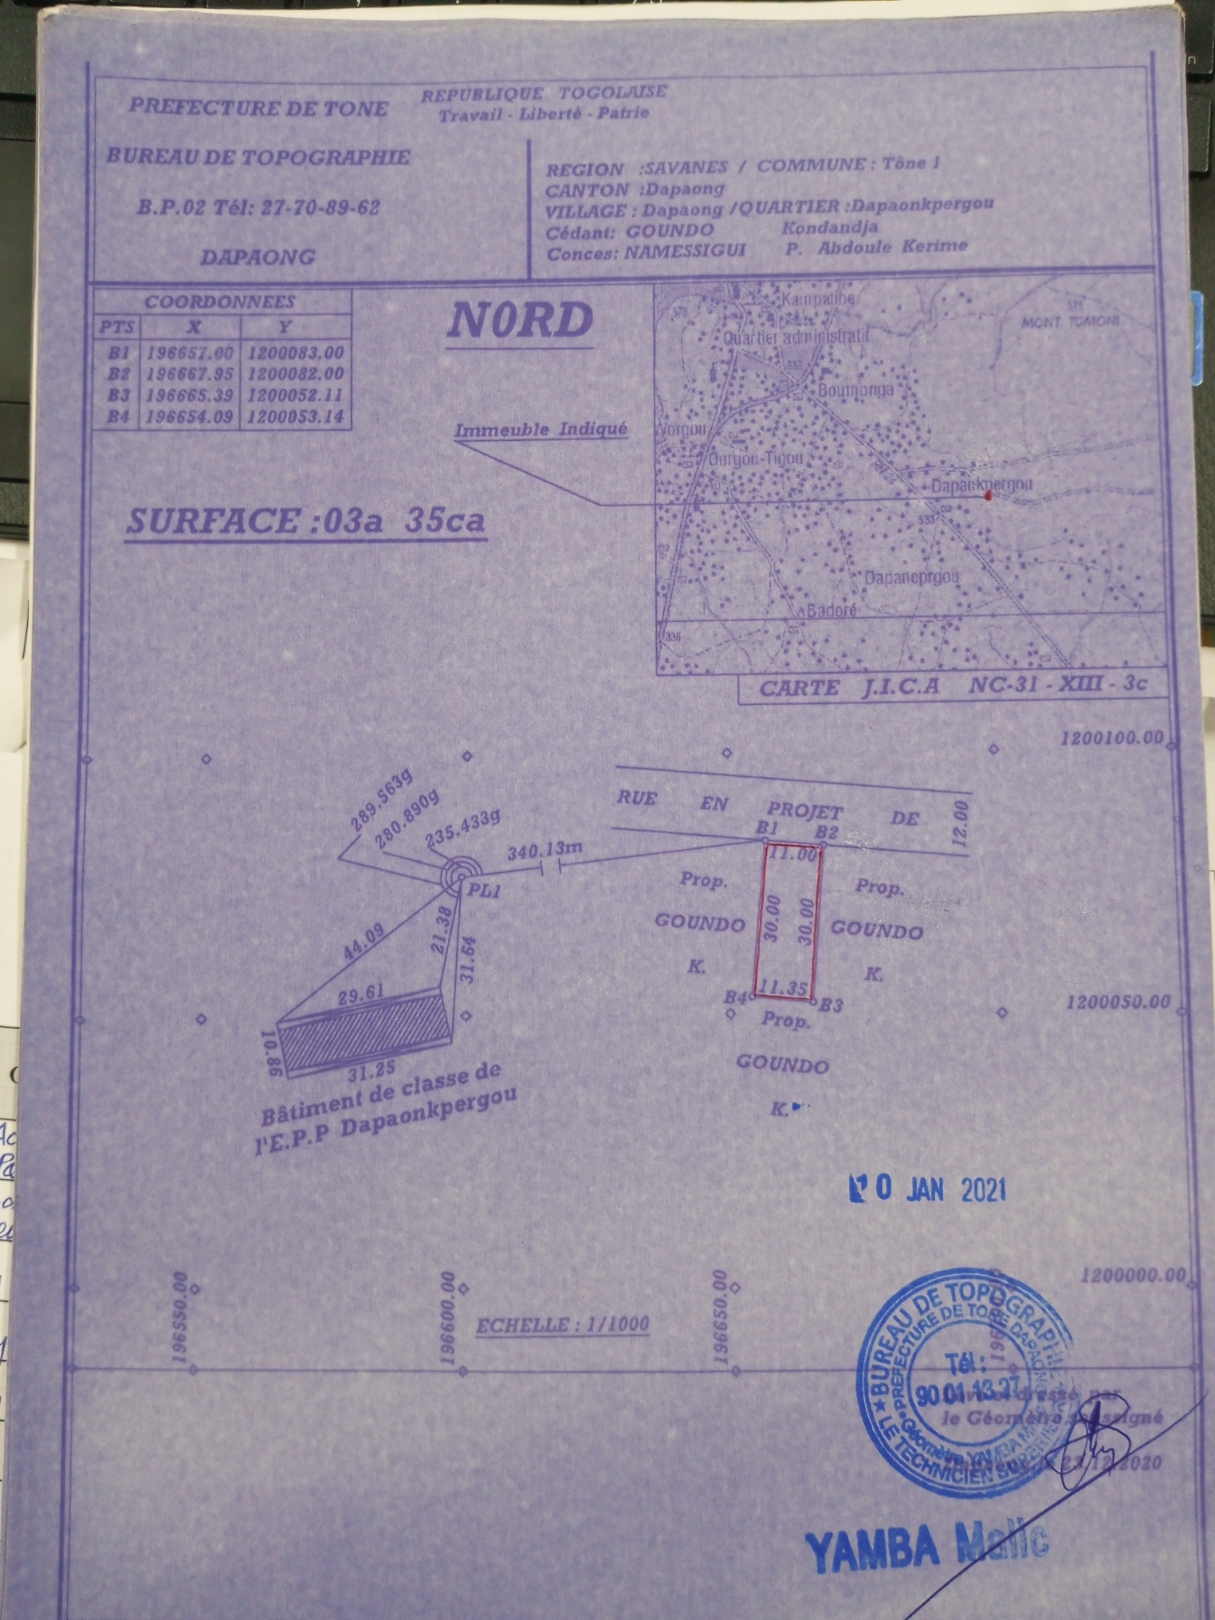 PREFECTURE DE TONE
REPUBLIQUE TOGOLAISE
Travail - Liberté - Patrie
BUREAU DE TOPOGRAPHIE
B.P.02 Tél: 27-70-89-62
DAPAONG
REGION :SAVANES / COMMUNE : Tône 1
CANTON :Dapaong
VILLAGE : Dapaong /QUARTIER :Dapaonkpergou
Cédant: GOUNDO Kondandja
Conces: NAMESSIGUI P. Abdoule Kerime
COORDONNEES
PTS X Y
B1 196657.00 1200083.00
B2 196667.95 1200082.00
B3 196665.39 1200052.11
B4 196654.09 1200053.14
N0RD
Immeuble Indiqué
SURFACE :03a 35ca
Kampatibe
MONT TOMONI
Quartier administratif
Boumonga
Worgou
Ourgou-Tigou
Dapankpergou
533
Dapaneprgou
Badoré
336
CARTE J.I.C.A NC-31 - XIII - 3c
1200100.00
289.563g
280.890g
235.433g
340.13m
PL1
RUE EN PROJET DE
12.00
B1 B2
11.00
Prop. Prop.
GOUNDO GOUNDO
K. K.
30.00 30.00
11.35
B4 B3
Prop.
GOUNDO
K.
44.09
21.38
31.64
29.61
10.86
31.25
Bâtiment de classe de
l'E.P.P Dapaonkpergou
1200050.00
0 JAN 2021
1200000.00
196550.00
196600.00
196650.00
ECHELLE : 1/1000
BUREAU DE TOPOGRAPHIE
PREFECTURE DE TONE DAPAONG
Tél :
90 01 13 27
Géomètre YAMBA
LE TECHNICIEN SUPERIEUR
dressé par
le Géomètre
12/2020
YAMBA Malic